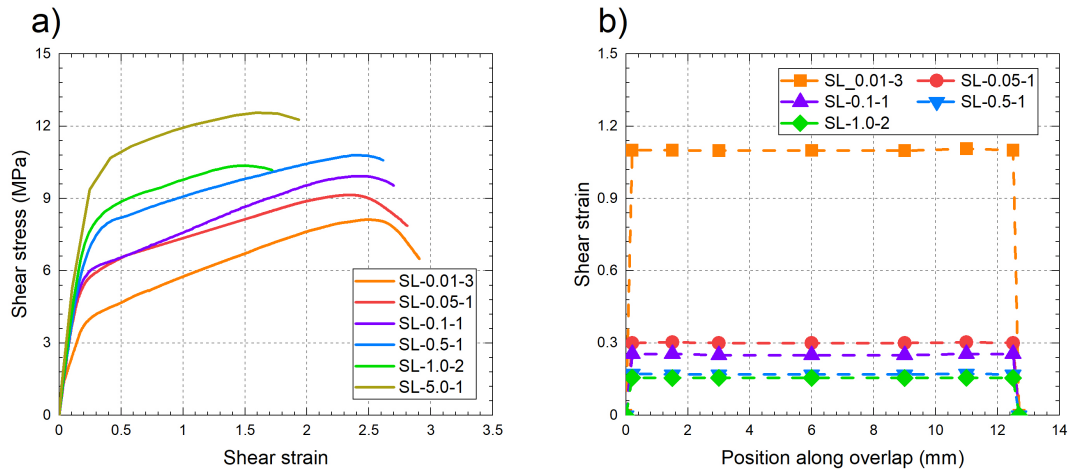 a)
15
12
9
6
3
0
Shear stress (MPa)
SL-0.01-3
SL-0.05-1
SL-0.1-1
SL-0.5-1
SL-1.0-2
SL-5.0-1
0 0.5 1 1.5 2 2.5 3 3.5
Shear strain
b)
1.5
1.2
0.9
0.6
0.3
0
Shear strain
SL_0.01-3 SL-0.05-1
SL-0.1-1 SL-0.5-1
SL-1.0-2
0 2 4 6 8 10 12 14
Position along overlap (mm)